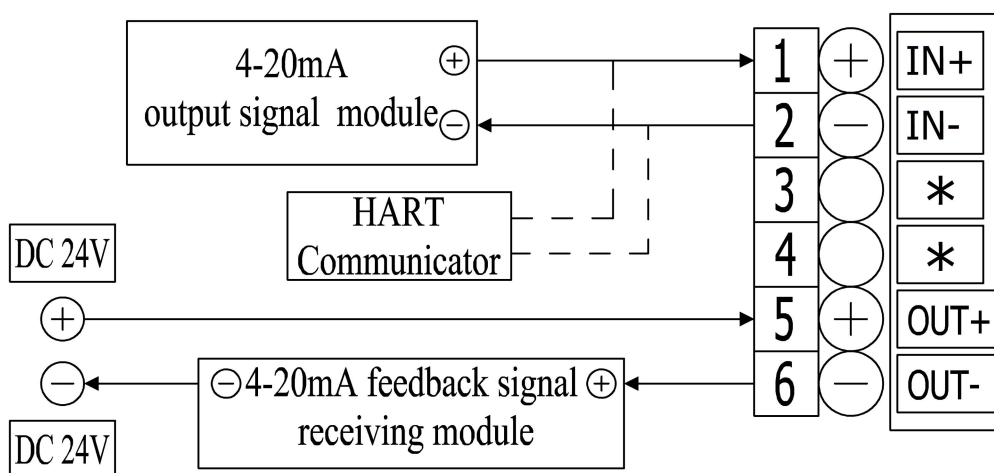 4-20mA
output signal module
HART
Communicator
DC 24V
DC 24V
4-20mA feedback signal
receiving module
1 + IN+
2 - IN-
3 *
4 *
5 + OUT+
6 - OUT-